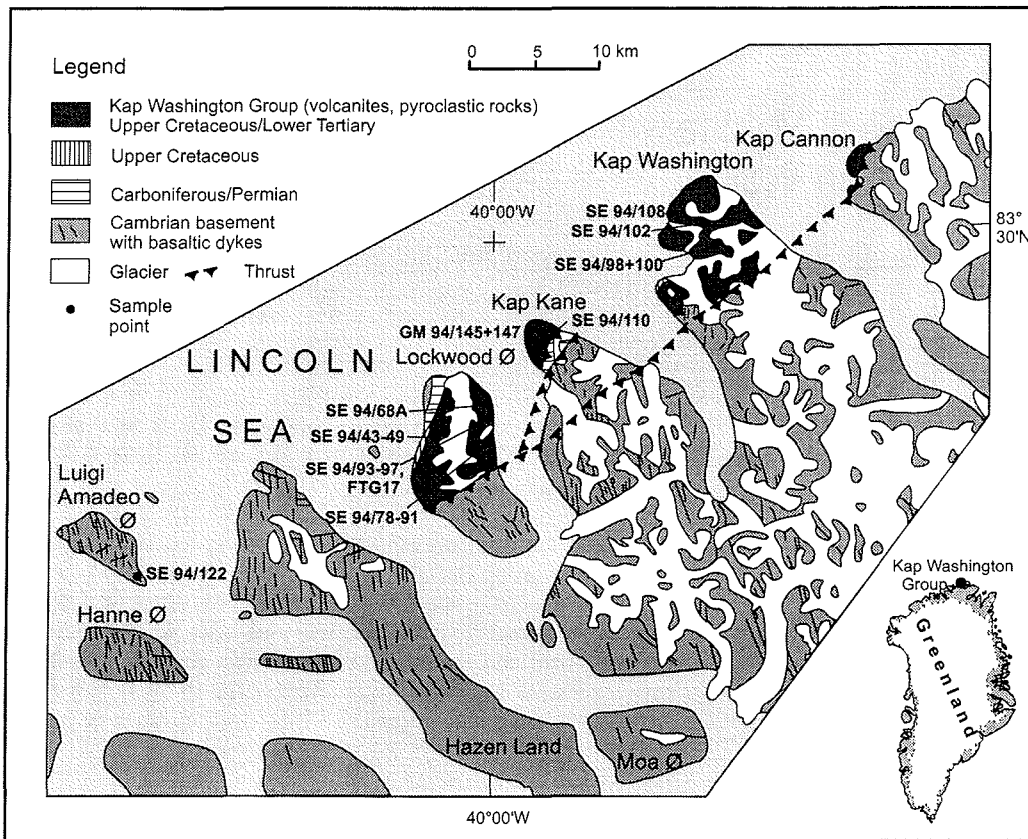 Legend
Kap Washington Group (volcanites, pyroclastic rocks)
Upper Cretaceous/Lower Tertiary
Upper Cretaceous
Carboniferous/Permian
Cambrian basement
with basaltic dykes
Glacier
Thrust
Sample
point
0 5 10 km
Kap Cannon
Kap Washington
40°00'W
83°
30'N
SE 94/108
SE 94/102
SE 94/98+100
Kap Kane
SE 94/110
GM 94/145+147
Lockwood Ø
LINCOLN
SEA
SE 94/68A
SE 94/43-49
SE 94/93-97,
FTG17
SE 94/78-91
Luigi
Amadeo
Ø
SE 94/122
Hanne Ø
Hazen Land
Moa Ø
40°00'W
Kap Washington
Group
Greenland